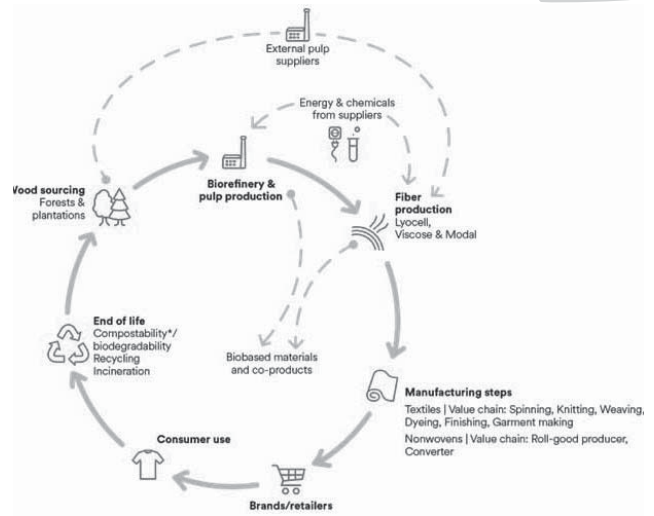 External pulp
suppliers
Energy & chemicals
from suppliers
Biorefinery &
pulp production
Wood sourcing
Forests &
plantations
Fiber
production
Lyocell,
Viscose & Modal
End of life
Compostability*/
biodegradability
Recycling
Incineration
Biobased materials
and co-products
Manufacturing steps
Textiles | Value chain: Spinning, Knitting, Weaving,
Dyeing, Finishing, Garment making
Nonwovens | Value chain: Roll-good producer,
Converter
Consumer use
Brands/retailers